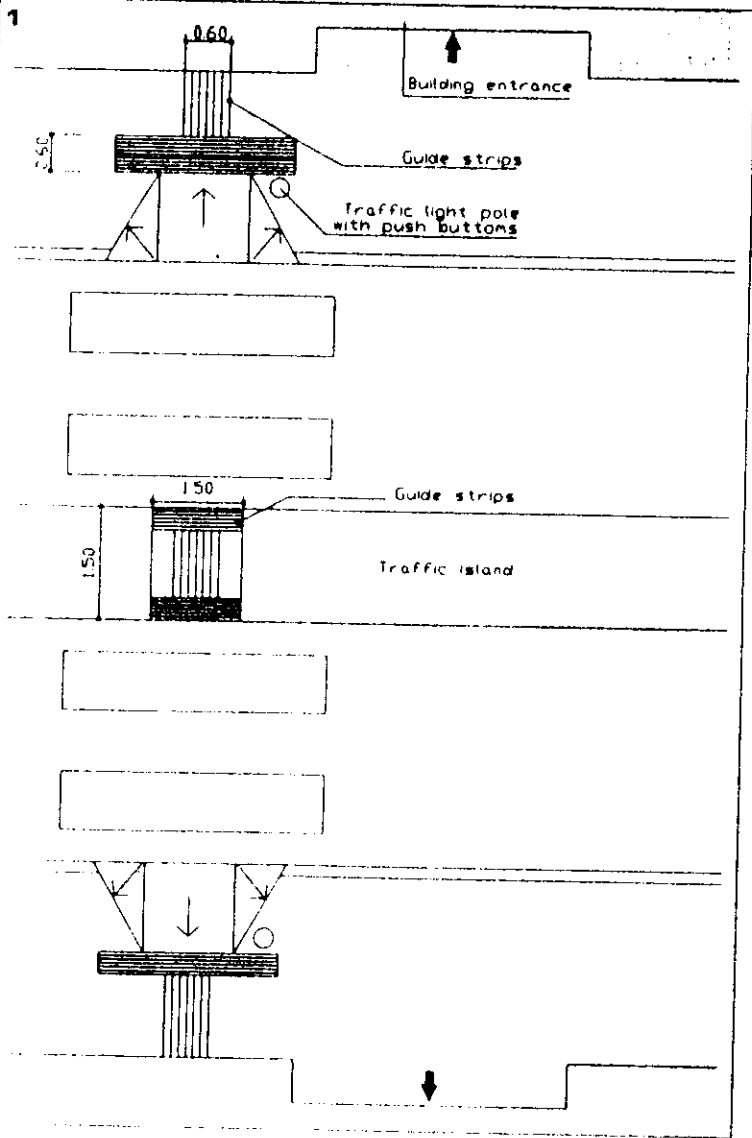 1
0.60
Building entrance
0.50
Guide strips
Traffic light pole
with push buttoms
1.50
Guide strips
1.50
Traffic island